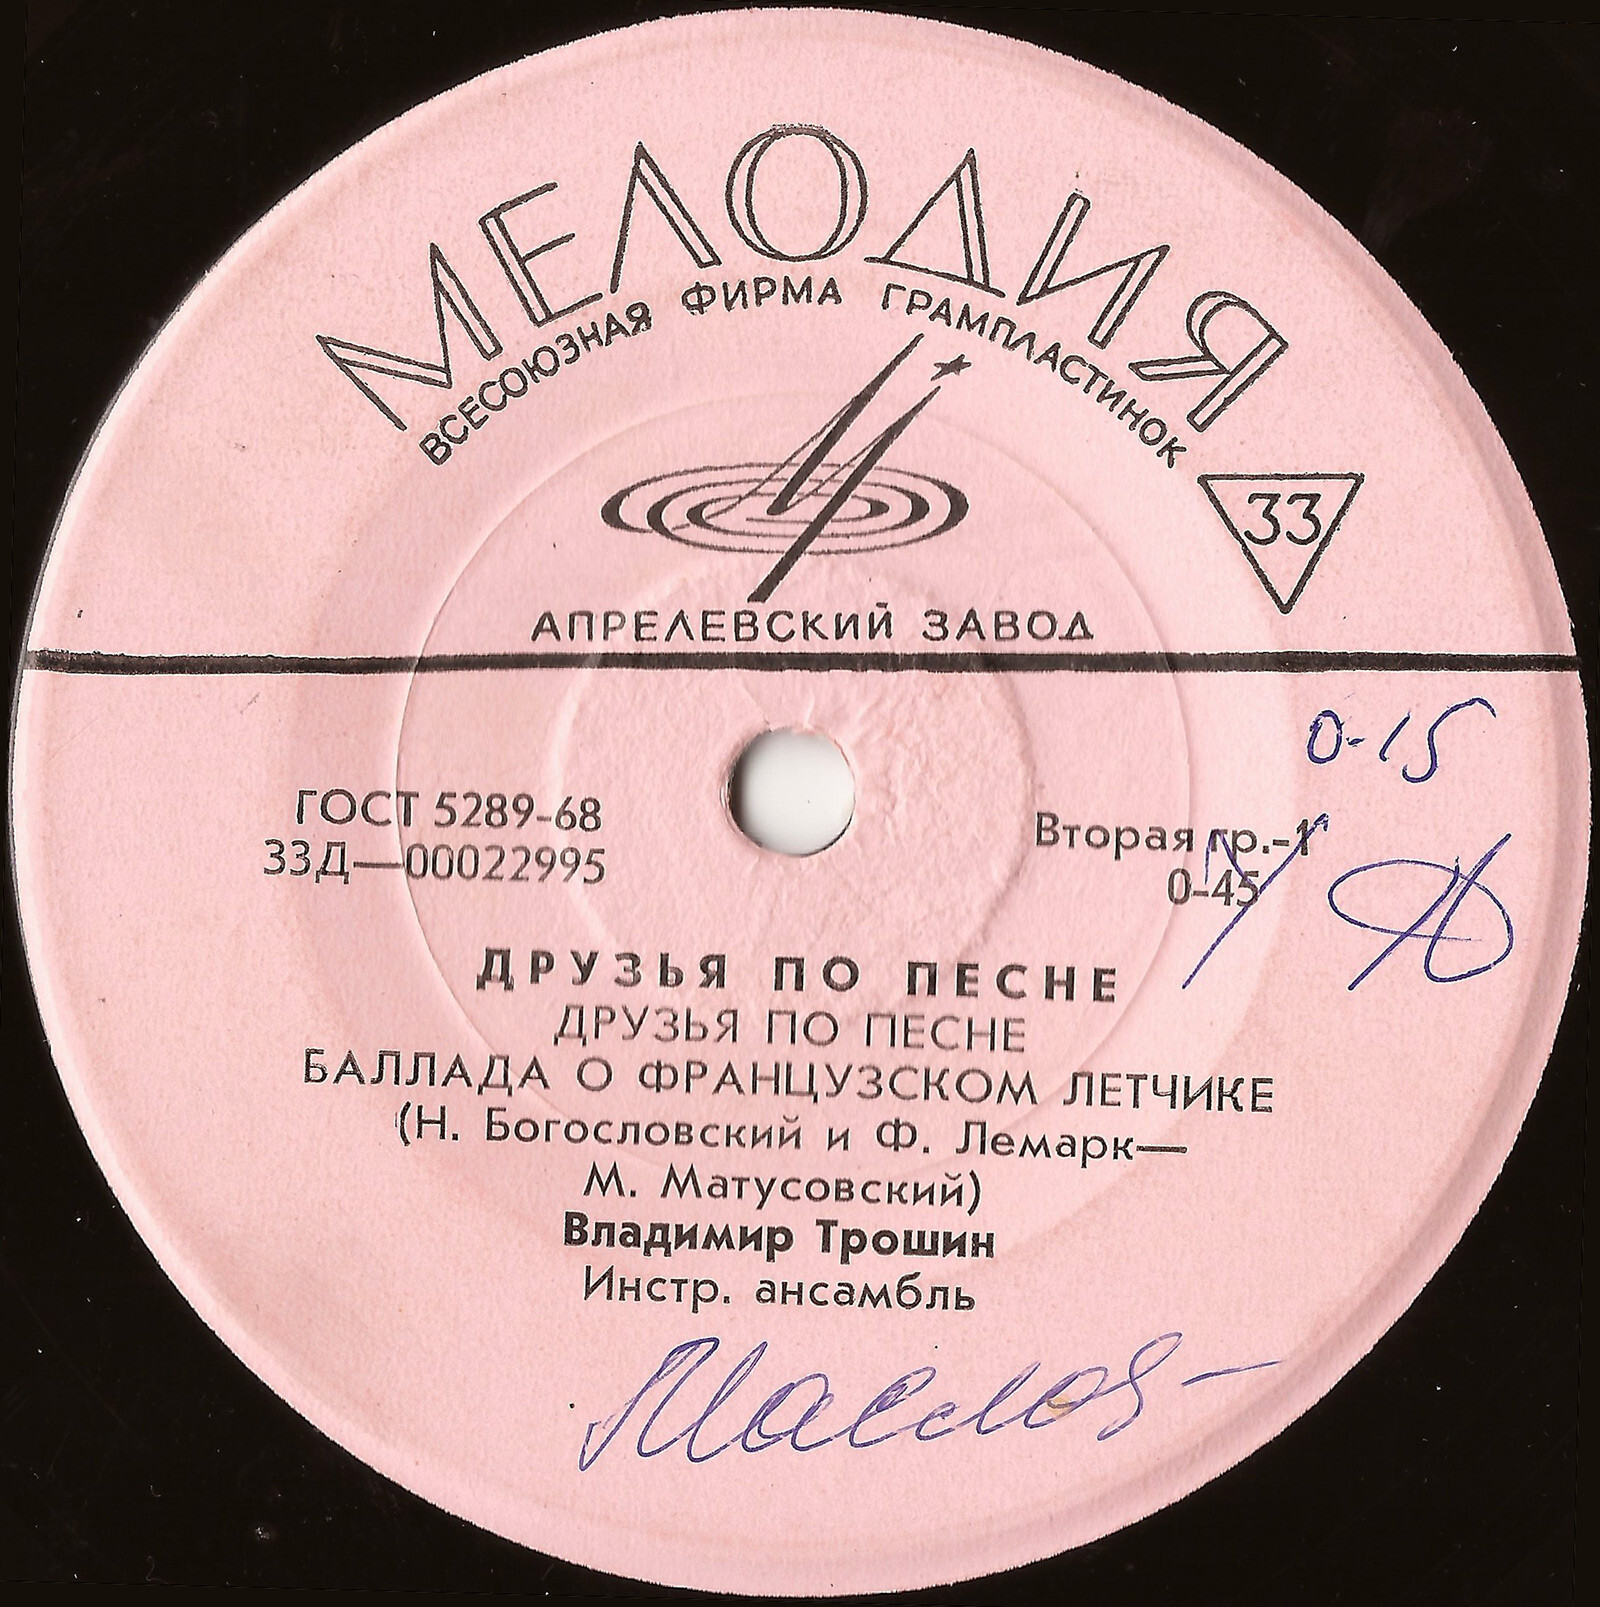 МЕЛОДИЯ
ВСЕСОЮЗНАЯ ФИРМА ГРАМПЛАСТИНОК
33
АПРЕЛЕВСКИЙ ЗАВОД
0-15
ГОСТ 5289-68
Вторая гр.-1
33Д—00022995
0-45
ДРУЗЬЯ ПО ПЕСНЕ
ДРУЗЬЯ ПО ПЕСНЕ
БАЛЛАДА О ФРАНЦУЗСКОМ ЛЕТЧИКЕ
(Н. Богословский и Ф. Лемарк—
М. Матусовский)
Владимир Трошин
Инстр. ансамбль